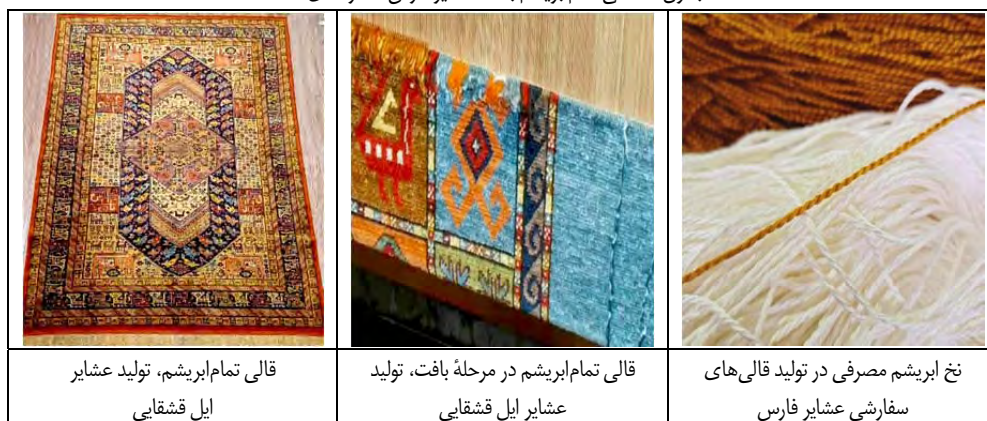 نخ ابریشم مصرفی در تولید قالی‌های
سفارشی عشایر فارس
قالی تمام‌ابریشم در مرحلهٔ بافت، تولید
عشایر ایل قشقایی
قالی تمام‌ابریشم، تولید عشایر
ایل قشقایی